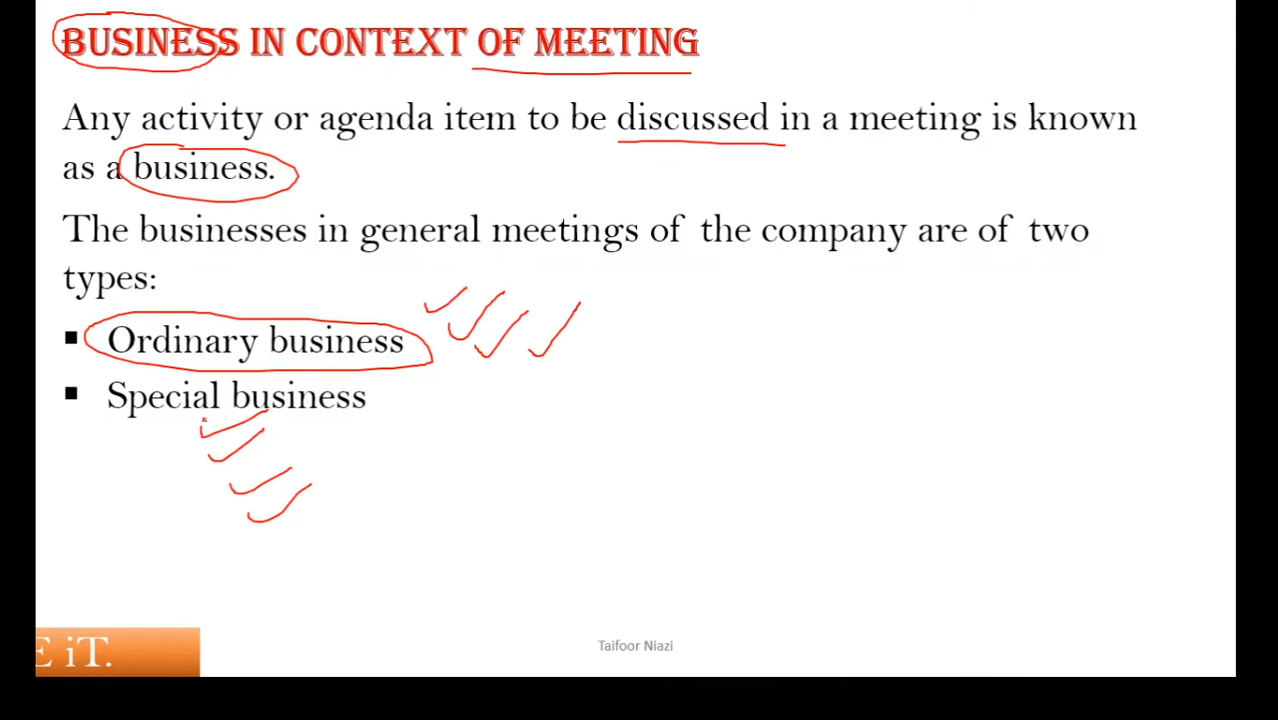 BUSINESS IN CONTEXT OF MEETING
Any activity or agenda item to be discussed in a meeting is known
as a business.
The businesses in general meetings of the company are of two
types:
▪ Ordinary business
▪ Special business
E iT.
Taifoor Niazi